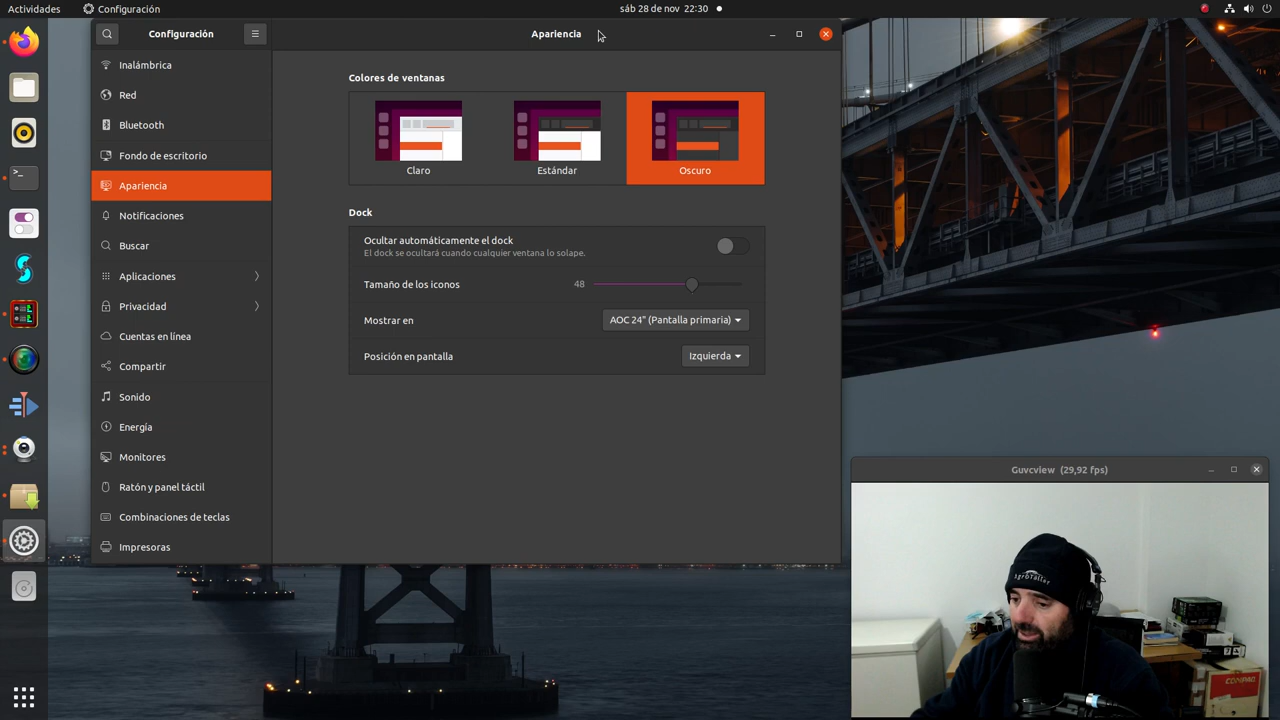 Actividades
Configuración
sáb 28 de nov 22:30
Configuración
Apariencia
Inalámbrica
Red
Bluetooth
Fondo de escritorio
Apariencia
Notificaciones
Buscar
Aplicaciones
Privacidad
Cuentas en línea
Compartir
Sonido
Energía
Monitores
Ratón y panel táctil
Combinaciones de teclas
Impresoras
Colores de ventanas
Claro
Estándar
Oscuro
Dock
Ocultar automáticamente el dock
El dock se ocultará cuando cualquier ventana lo solape.
Tamaño de los iconos 48
Mostrar en AOC 24" (Pantalla primaria)
Posición en pantalla Izquierda
Guvcview (29,92 fps)
AgroTaller
COMPAQ